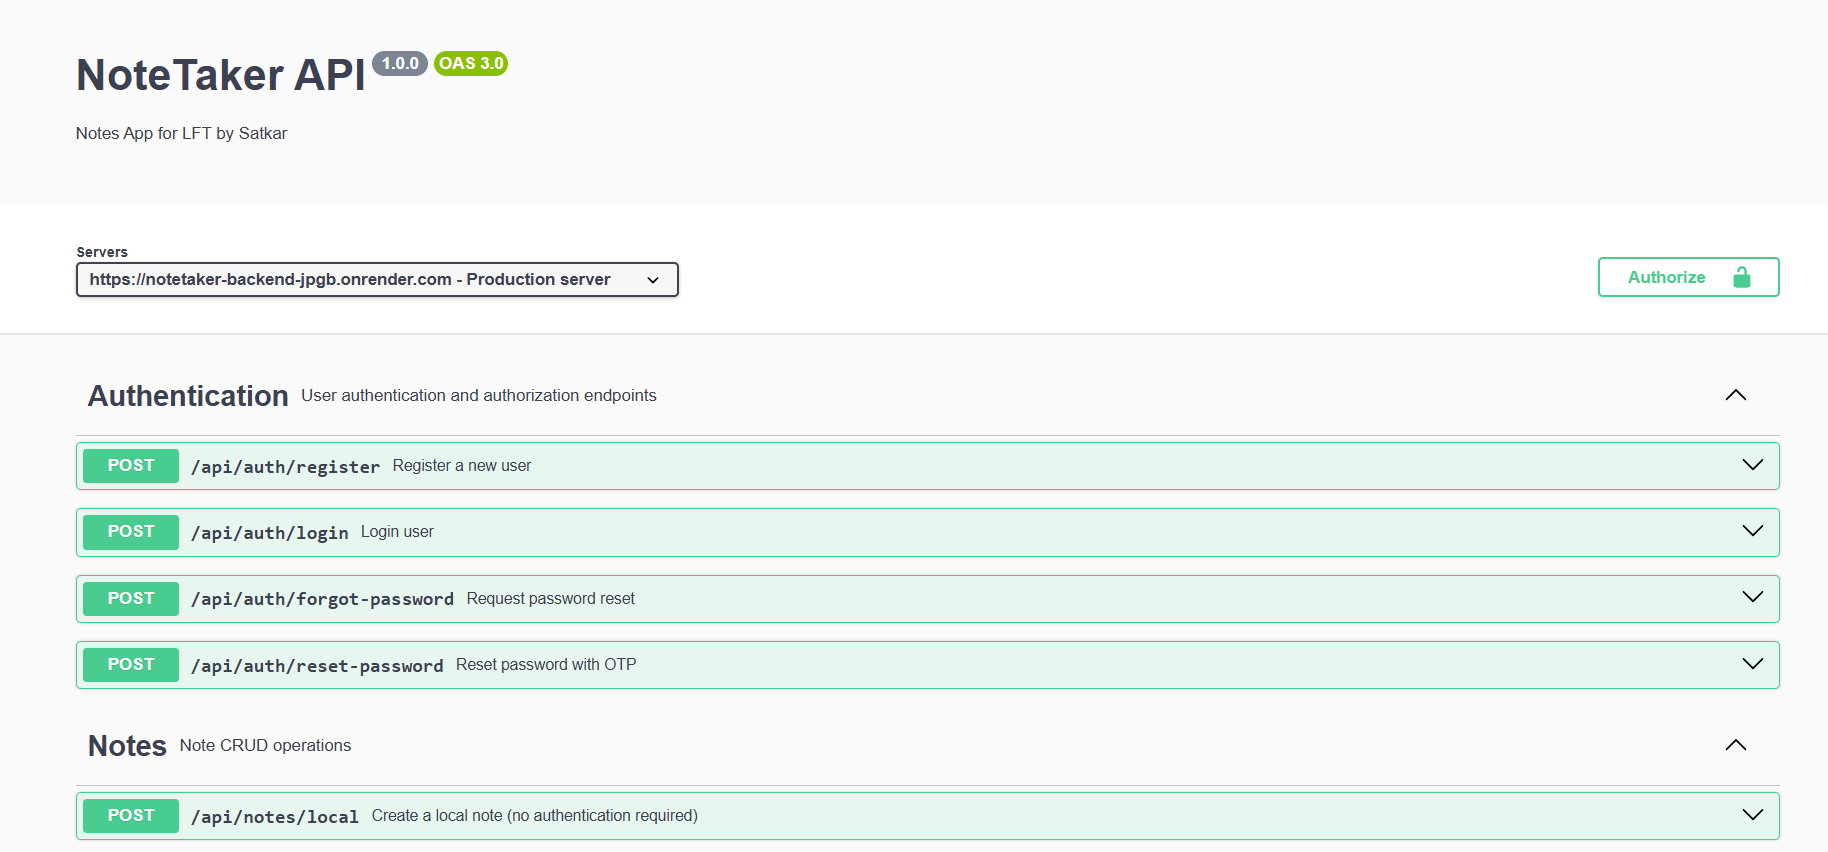 NoteTaker API 1.0.0 OAS 3.0
Notes App for LFT by Satkar
Servers
https://notetaker-backend-jpgb.onrender.com - Production server
Authorize
Authentication User authentication and authorization endpoints
POST /api/auth/register Register a new user
POST /api/auth/login Login user
POST /api/auth/forgot-password Request password reset
POST /api/auth/reset-password Reset password with OTP
Notes Note CRUD operations
POST /api/notes/local Create a local note (no authentication required)